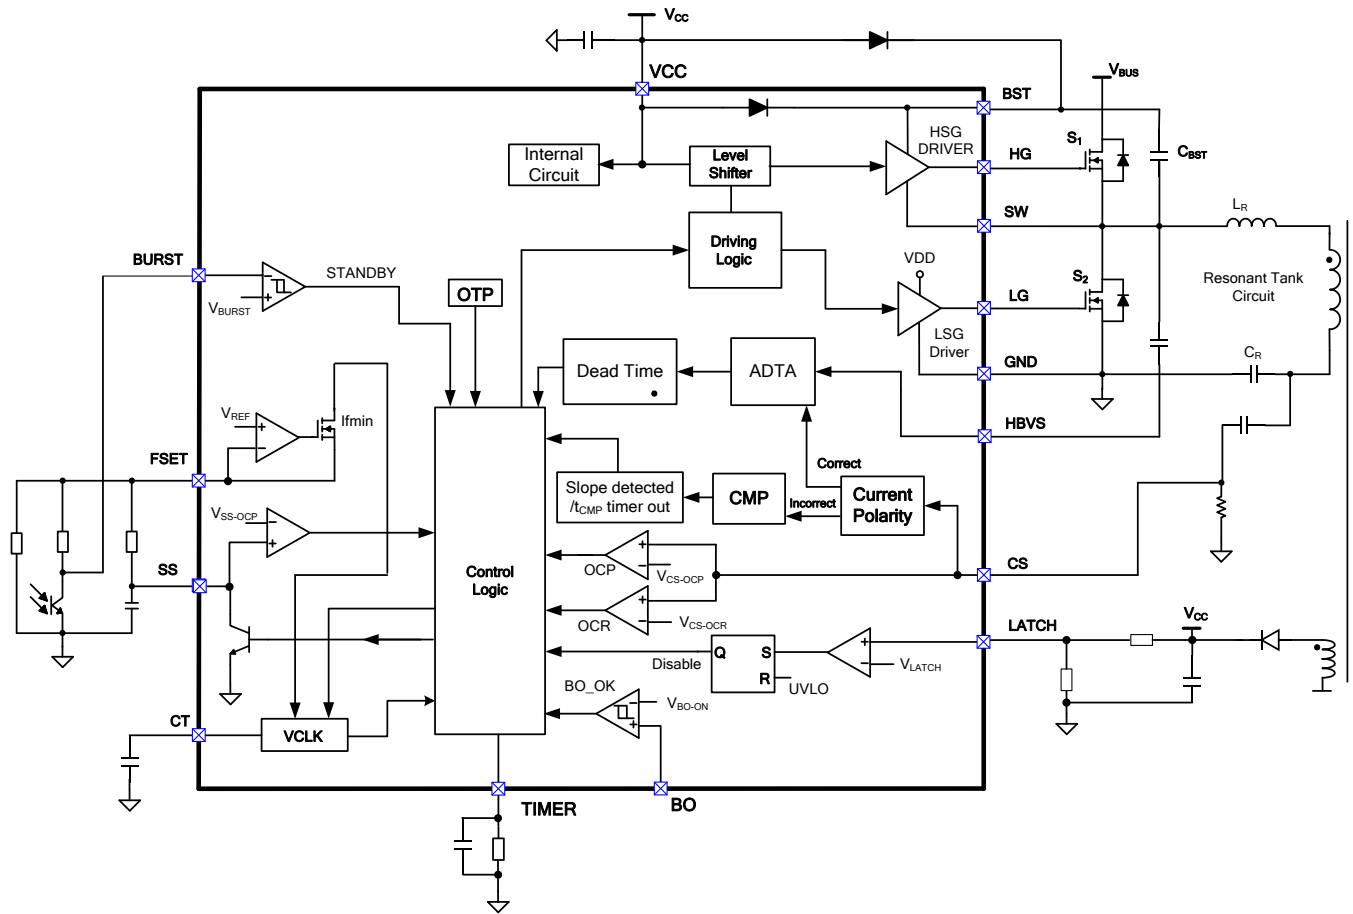 VCC
VCC
BST
VBUS
HSG
DRIVER
HG
S1
CBST
Internal
Circuit
Level
Shifter
SW
LR
Driving
Logic
BURST
STANDBY
VBURST
OTP
VDD
S2
LG
LSG
Driver
Resonant Tank
Circuit
GND
CR
Dead Time
ADTA
HBVS
VREF
Ifmin
FSET
Correct
Incorrect
Slope detected
/tCMP timer out
CMP
Current
Polarity
VSS-OCP
SS
Control
Logic
OCP
VCS-OCP
CS
OCR
VCS-OCR
LATCH
VCC
Disable
Q
S
R
UVLO
VLATCH
BO_OK
VBO-ON
CT
VCLK
TIMER
BO
+
−